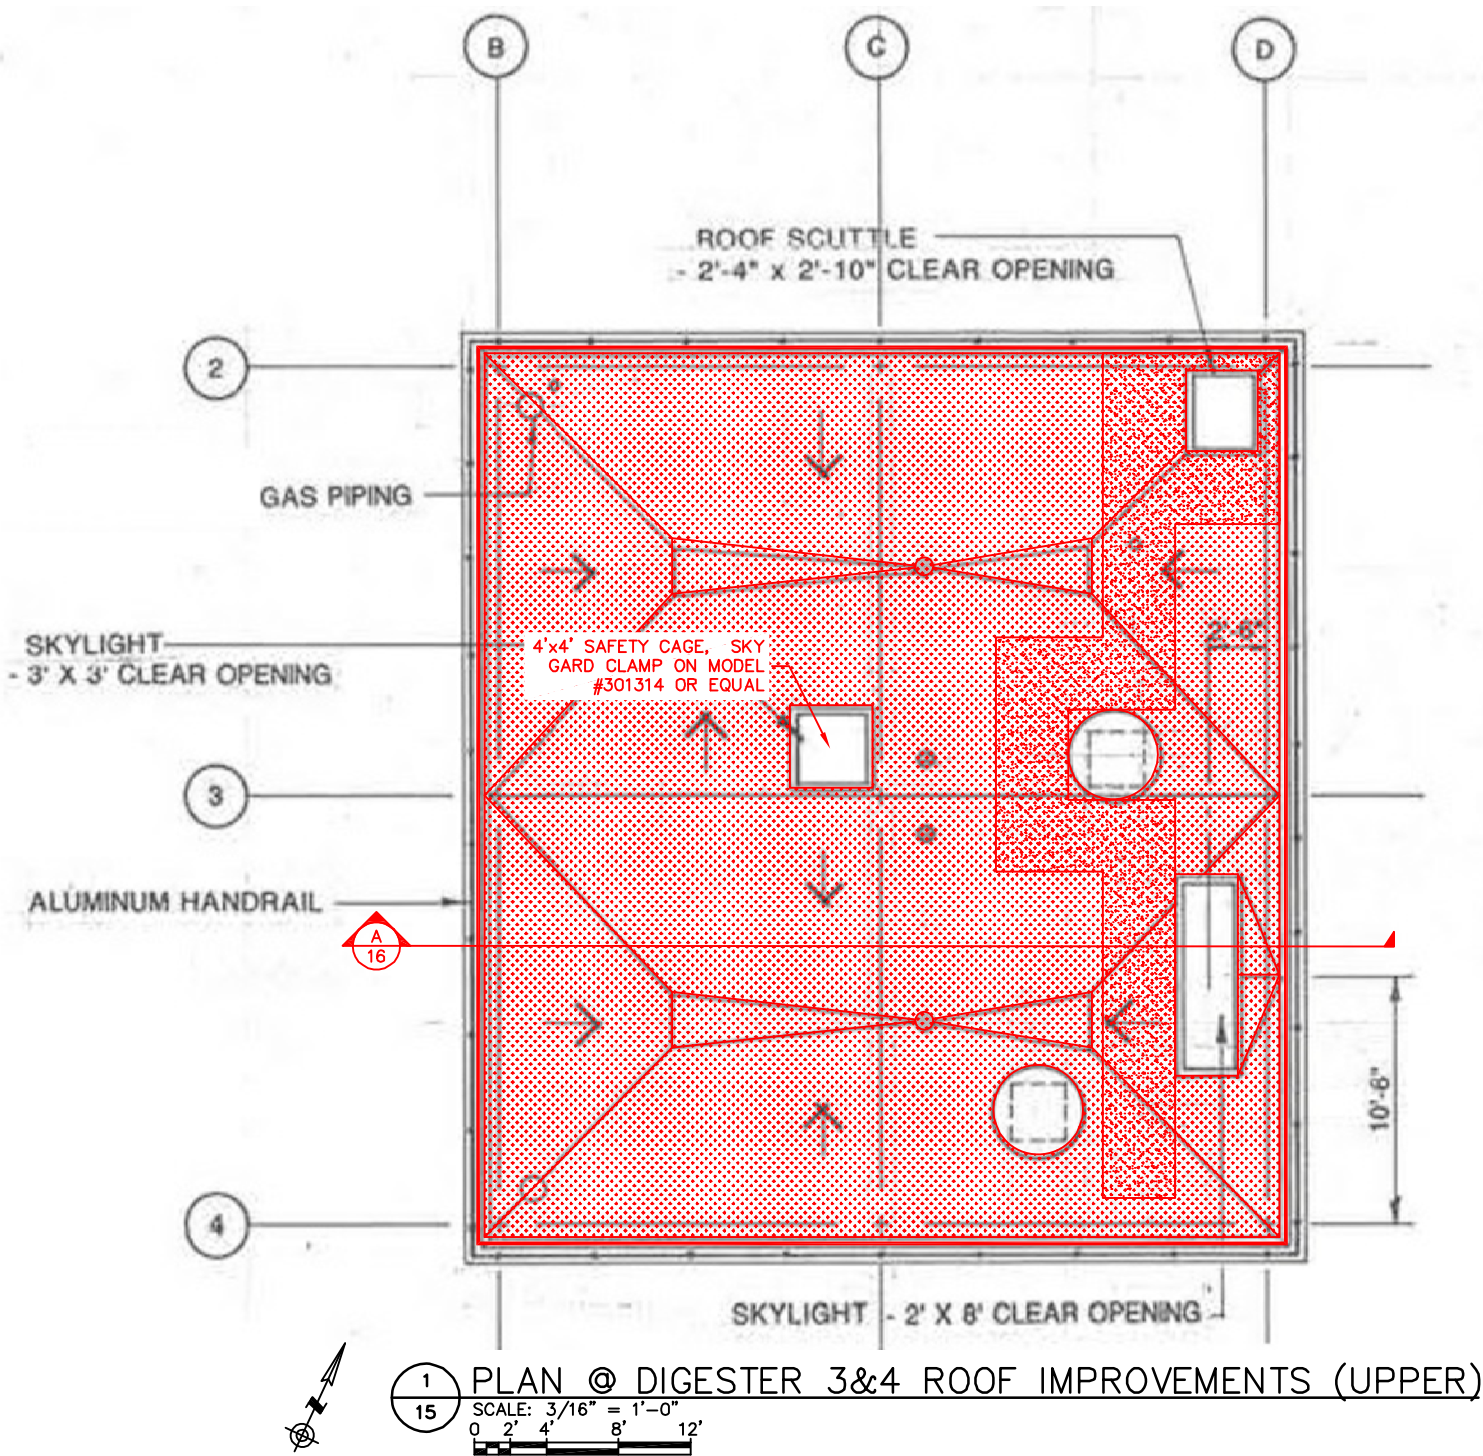 B
C
D
ROOF SCUTTLE
- 2'-4" x 2'-10" CLEAR OPENING
2
GAS PIPING
SKYLIGHT
- 3' X 3' CLEAR OPENING
4'x4' SAFETY CAGE, SKY
GARD CLAMP ON MODEL
#301314 OR EQUAL
2'-6"
3
ALUMINUM HANDRAIL
A
16
10'-6"
4
SKYLIGHT - 2' X 8' CLEAR OPENING
N
1
15
PLAN @ DIGESTER 3&4 ROOF IMPROVEMENTS (UPPER)
SCALE: 3/16" = 1'-0"
0 2' 4' 8' 12'